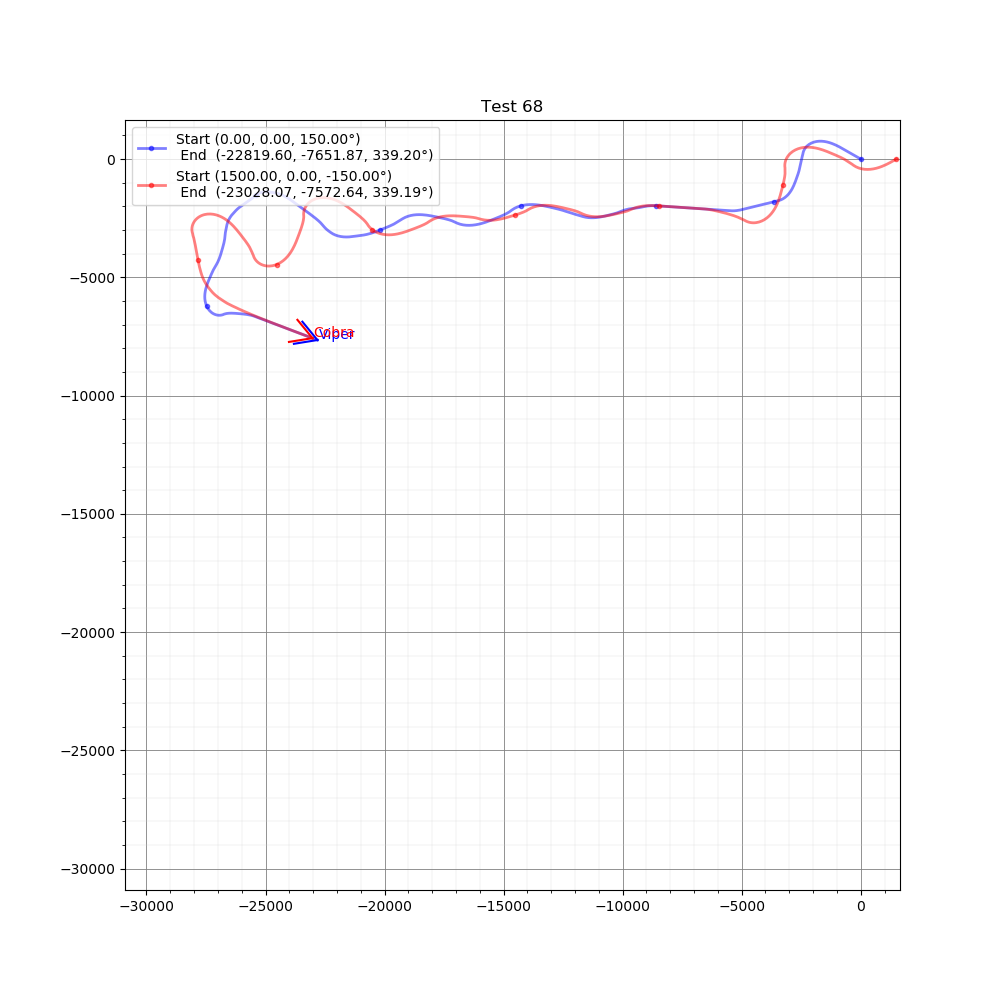 Test 68
Start (0.00, 0.00, 150.00°)
End (-22819.60, -7651.87, 339.20°)
Start (1500.00, 0.00, -150.00°)
End (-23028.07, -7572.64, 339.19°)
0
−5000
−10000
−15000
−20000
−25000
−30000
Cobra
Viper
−30000
−25000
−20000
−15000
−10000
−5000
0